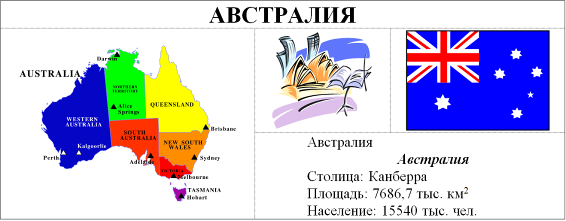 АВСТРАЛИЯ
Darwin
AUSTRALIA
NORTHERN
TERRITORY
QUEENSLAND
Alice
Springs
WESTERN
AUSTRALIA
SOUTH
AUSTRALIA
Brisbane
Kalgoorlie
NEW SOUTH
WALES
Perth
Adelaide
Sydney
VICTORIA
Melbourne
TASMANIA
Hobart
Австралия
Австралия
Столица: Канберра
Площадь: 7686,7 тыс. км²
Население: 15540 тыс. чел.